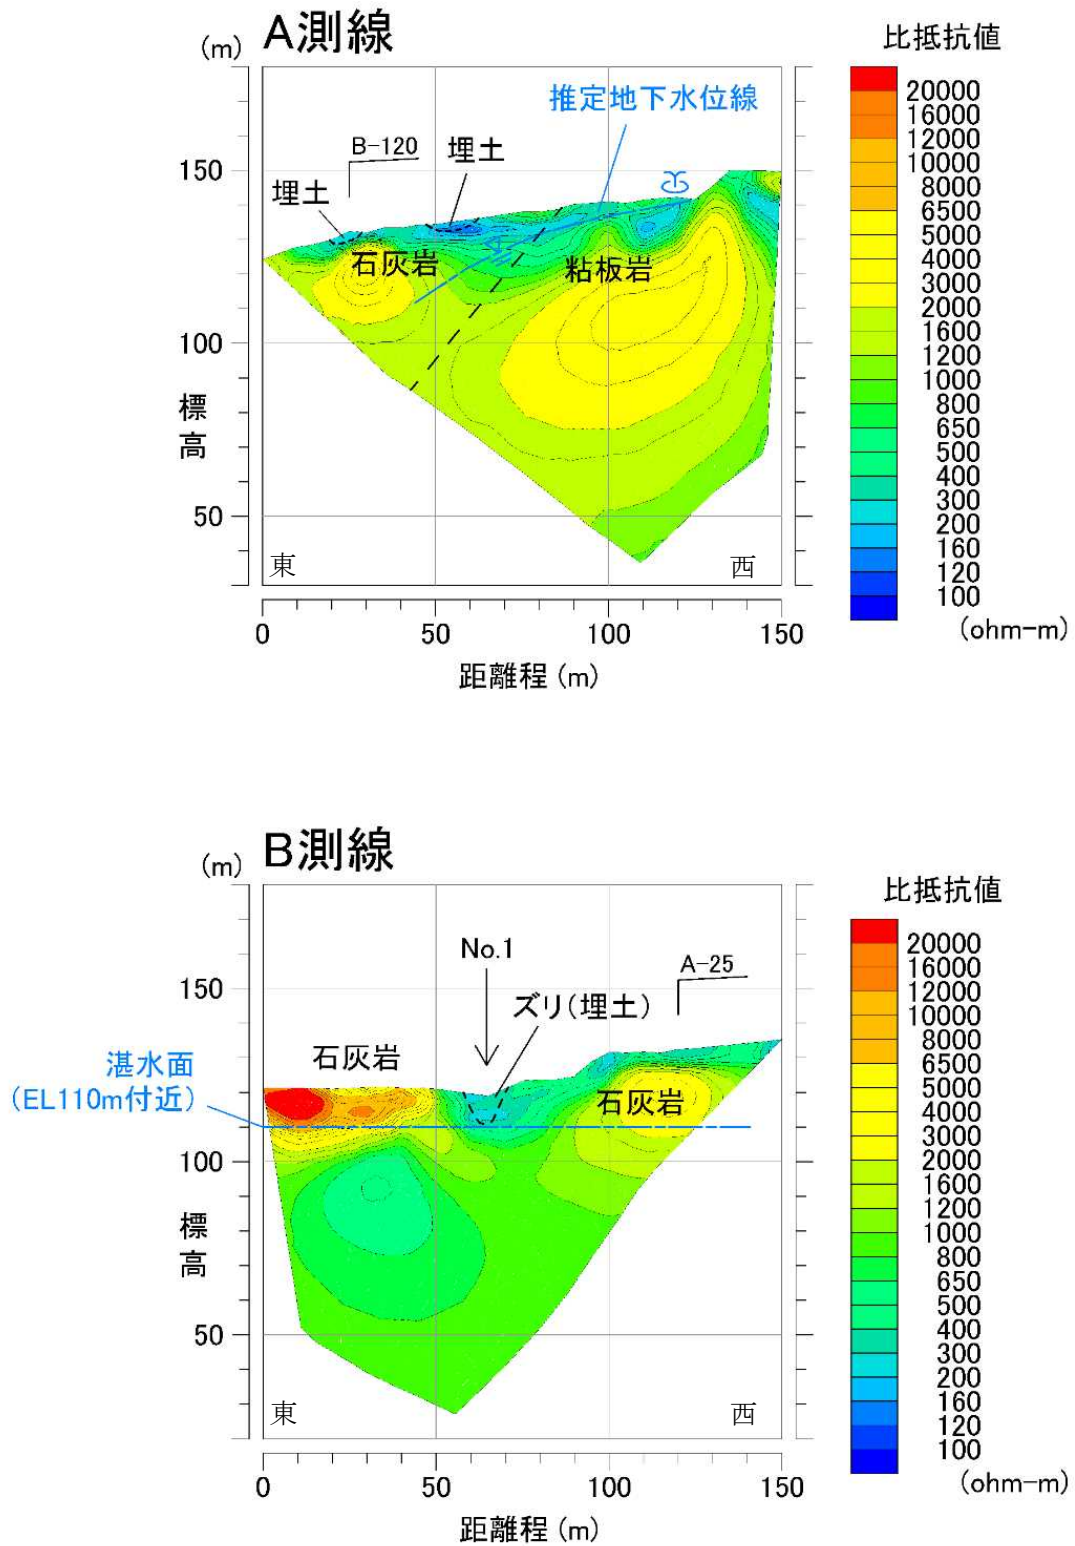 A測線
(m)
比抵抗値
推定地下水位線
B-120
埋土
埋土
石灰岩
粘板岩
150
100
50
標高
東
西
0
50
100
150
距離程(m)
20000
16000
12000
10000
8000
6500
5000
4000
3000
2000
1600
1200
1000
800
650
500
400
300
200
160
120
100
(ohm-m)
B測線
(m)
比抵抗値
No.1
A-25
ズリ(埋土)
石灰岩
湛水面
(EL110m付近)
石灰岩
150
100
50
標高
東
西
0
50
100
150
距離程(m)
20000
16000
12000
10000
8000
6500
5000
4000
3000
2000
1600
1200
1000
800
650
500
400
300
200
160
120
100
(ohm-m)